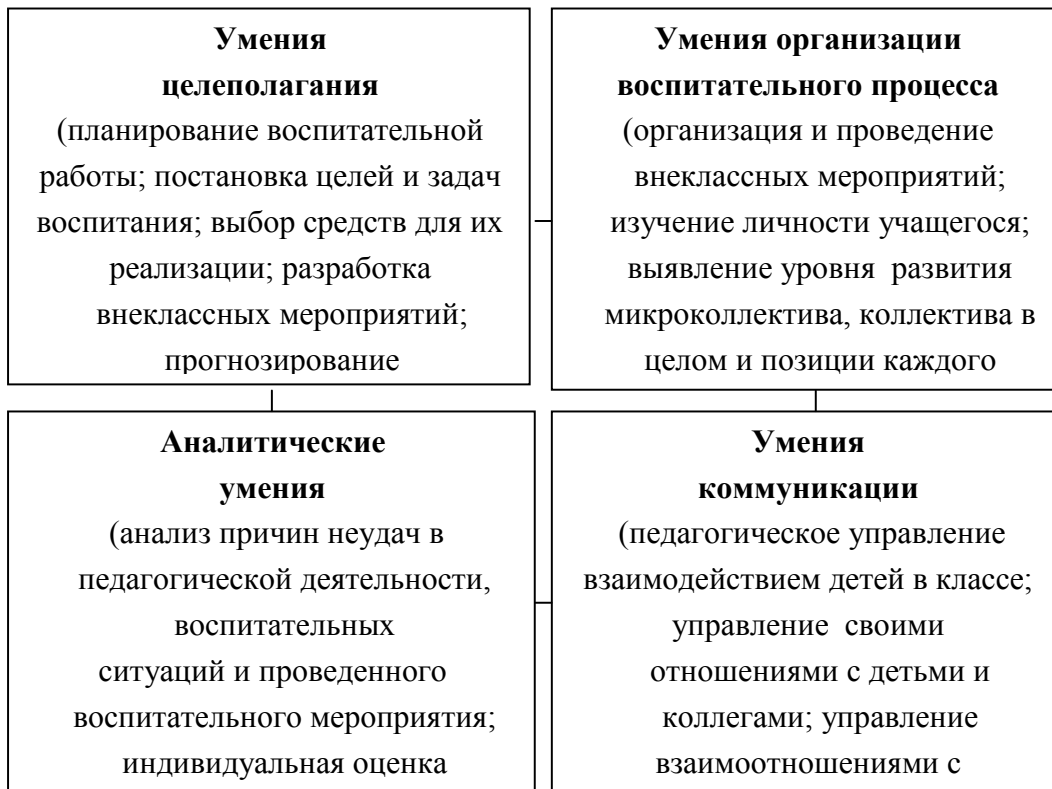 Умения
целеполагания
(планирование воспитательной
работы; постановка целей и задач
воспитания; выбор средств для их
реализации; разработка
внеклассных мероприятий;
прогнозирование
Умения организации
воспитательного процесса
(организация и проведение
внеклассных мероприятий;
изучение личности учащегося;
выявление уровня развития
микроколлектива, коллектива в
целом и позиции каждого
Аналитические
умения
(анализ причин неудач в
педагогической деятельности,
воспитательных
ситуаций и проведенного
воспитательного мероприятия;
индивидуальная оценка
Умения
коммуникации
(педагогическое управление
взаимодействием детей в классе;
управление своими
отношениями с детьми и
коллегами; управление
взаимоотношениями с